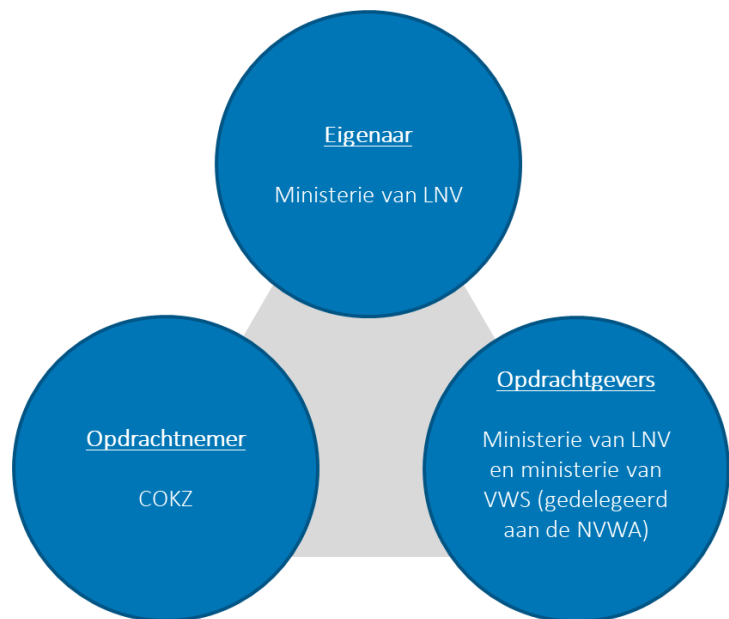 Eigenaar
Ministerie van LNV
Opdrachtnemer
COKZ
Opdrachtgevers
Ministerie van LNV
en ministerie van
VWS (gedelegeerd
aan de NVWA)